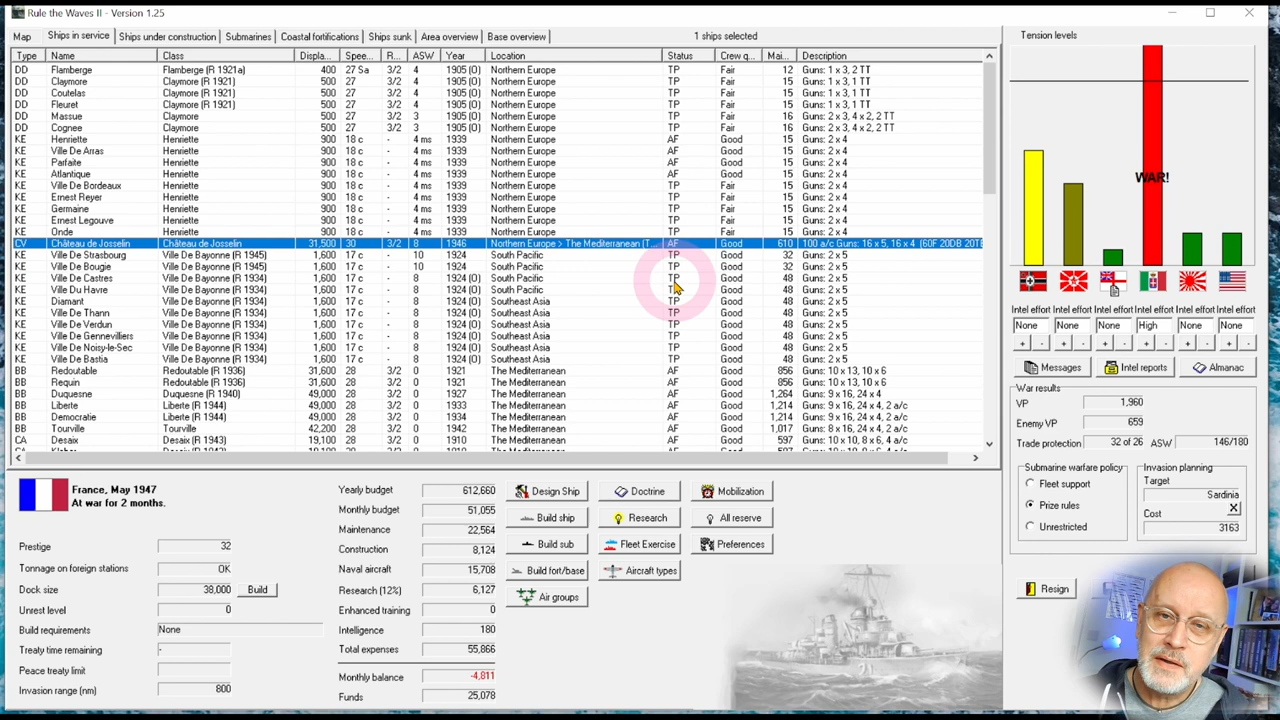 Rule the Waves II - Version 1.25
Map Ships in service Ships under construction Submarines Coastal fortifications Ships sunk Area overview Base overview 1 ships selected
Type Name Class Displa... Spee... R... ASW Year Location Status Crew q... Mai... Description
DD Flamberge Flamberge (R 1921a) 400 27 Sa 3/2 4 1905 (O) Northern Europe TP Fair 12 Guns: 1 x 3, 2 TT
DD Claymore Claymore (R 1921) 500 27 3/2 4 1905 (O) Northern Europe TP Fair 15 Guns: 1 x 3, 1 TT
DD Coutelas Claymore (R 1921) 500 27 3/2 4 1905 (O) Northern Europe TP Fair 15 Guns: 1 x 3, 1 TT
DD Fleuret Claymore (R 1921) 500 27 3/2 4 1905 (O) Northern Europe TP Fair 15 Guns: 1 x 3, 1 TT
DD Massue Claymore 500 27 3/2 3 1905 (O) Northern Europe TP Fair 16 Guns: 2 x 3, 4 x 2, 2 TT
DD Cognee Claymore 500 27 3/2 3 1905 (O) Northern Europe TP Fair 16 Guns: 2 x 3, 4 x 2, 2 TT
KE Henriette Henriette 900 18 c - 4 ms 1939 Northern Europe AF Good 15 Guns: 2 x 4
KE Ville De Arras Henriette 900 18 c - 4 ms 1939 Northern Europe AF Good 15 Guns: 2 x 4
KE Parfaite Henriette 900 18 c - 4 ms 1939 Northern Europe AF Good 15 Guns: 2 x 4
KE Atlantique Henriette 900 18 c - 4 ms 1939 Northern Europe AF Good 15 Guns: 2 x 4
KE Ville De Bordeaux Henriette 900 18 c - 4 ms 1939 Northern Europe TP Fair 15 Guns: 2 x 4
KE Ernest Reyer Henriette 900 18 c - 4 ms 1939 Northern Europe TP Fair 15 Guns: 2 x 4
KE Germaine Henriette 900 18 c - 4 ms 1939 Northern Europe TP Fair 15 Guns: 2 x 4
KE Ernest Legouve Henriette 900 18 c - 4 ms 1939 Northern Europe TP Fair 15 Guns: 2 x 4
KE Onde Henriette 900 18 c - 4 ms 1939 Northern Europe TP Fair 15 Guns: 2 x 4
CV Château de Josselin Château de Josselin 31,500 30 3/2 8 1946 Northern Europe > The Mediterranean (T... AF Good 610 100 a/c Guns: 16 x 5, 16 x 4 (60F 20DB 20TB
KE Ville De Strasbourg Ville De Bayonne (R 1945) 1,600 17 c - 10 1924 South Pacific TP Good 32 Guns: 2 x 5
KE Ville De Bougie Ville De Bayonne (R 1945) 1,600 17 c - 10 1924 South Pacific TP Good 32 Guns: 2 x 5
KE Ville De Castres Ville De Bayonne (R 1934) 1,600 17 c - 8 1924 (O) South Pacific TP Good 48 Guns: 2 x 5
KE Ville Du Havre Ville De Bayonne (R 1934) 1,600 17 c - 8 1924 (O) South Pacific Good 48 Guns: 2 x 5
KE Diamant Ville De Bayonne (R 1934) 1,600 17 c - 8 1924 (O) Southeast Asia TP Good 48 Guns: 2 x 5
KE Ville De Thann Ville De Bayonne (R 1934) 1,600 17 c - 8 1924 (O) Southeast Asia TP Good 48 Guns: 2 x 5
KE Ville De Verdun Ville De Bayonne (R 1934) 1,600 17 c - 8 1924 (O) Southeast Asia TP Good 48 Guns: 2 x 5
KE Ville De Gennevilliers Ville De Bayonne (R 1934) 1,600 17 c - 8 1924 (O) Southeast Asia TP Good 48 Guns: 2 x 5
KE Ville De Noisy-le-Sec Ville De Bayonne (R 1934) 1,600 17 c - 8 1924 (O) Southeast Asia TP Good 48 Guns: 2 x 5
KE Ville De Bastia Ville De Bayonne (R 1934) 1,600 17 c - 8 1924 (O) Southeast Asia TP Good 48 Guns: 2 x 5
BB Redoutable Redoutable (R 1936) 31,600 28 3/2 0 1921 The Mediterranean AF Good 856 Guns: 10 x 13, 10 x 6
BB Requin Redoutable (R 1936) 31,600 28 3/2 0 1921 The Mediterranean AF Good 856 Guns: 10 x 13, 10 x 6
BB Duquesne Duquesne (R 1940) 49,000 28 3/2 0 1927 The Mediterranean AF Good 1,264 Guns: 9 x 16, 24 x 4
BB Liberte Liberte (R 1944) 49,000 28 3/2 0 1933 The Mediterranean AF Good 1,214 Guns: 9 x 16, 24 x 4, 2 a/c
BB Democratie Liberte (R 1944) 49,000 28 3/2 0 1934 The Mediterranean AF Good 1,214 Guns: 9 x 16, 24 x 4, 2 a/c
BB Tourville Tourville 42,200 28 3/2 0 1942 The Mediterranean AF Good 1,017 Guns: 8 x 16, 24 x 4, 2 a/c
CA Desaix Desaix (R 1943) 19,100 28 3/2 0 1910 The Mediterranean AF Good 597 Guns: 10 x 10, 8 x 6, 4 a/c
Tension levels
WAR!
Intel effort Intel effort Intel effort Intel effort Intel effort Intel effort
None None None High None None
+ - + - + - + - + - + -
Messages Intel reports Almanac
War results
VP 1,960
Enemy VP 659
Trade protection 32 of 26 ASW 146/180
Submarine warfare policy
Fleet support
Prize rules
Unrestricted
Invasion planning
Target
Sardinia
Cost X
3163
Resign
France, May 1947
At war for 2 months.
Prestige 32
Tonnage on foreign stations OK
Dock size 38,000 Build
Unrest level 0
Build requirements None
Treaty time remaining -
Peace treaty limit
Invasion range (nm) 800
Yearly budget 612,660
Monthly budget 51,055
Maintenance 22,564
Construction 8,124
Naval aircraft 15,708
Research (12%) 6,127
Enhanced training 0
Intelligence 180
Total expenses 55,866
Monthly balance -4,811
Funds 25,078
Design Ship Doctrine Mobilization
Build ship Research All reserve
Build sub Fleet Exercise Preferences
Build fort/base Aircraft types
Air groups